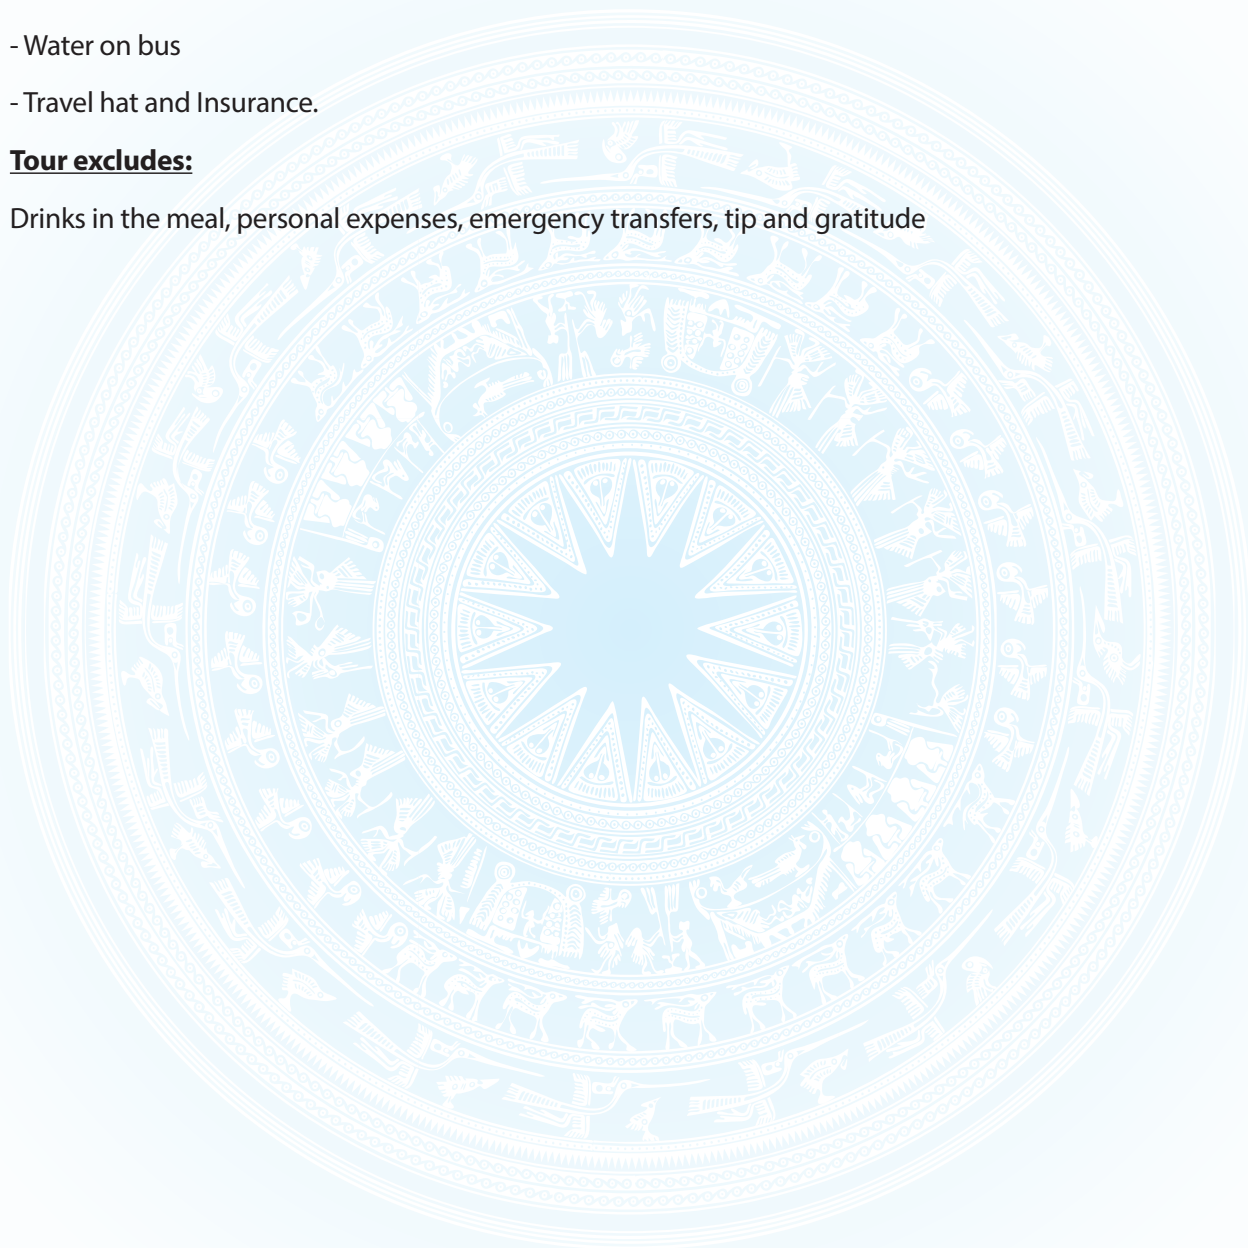 - Water on bus
- Travel hat and Insurance.
Tour excludes:
Drinks in the meal, personal expenses, emergency transfers, tip and gratitude